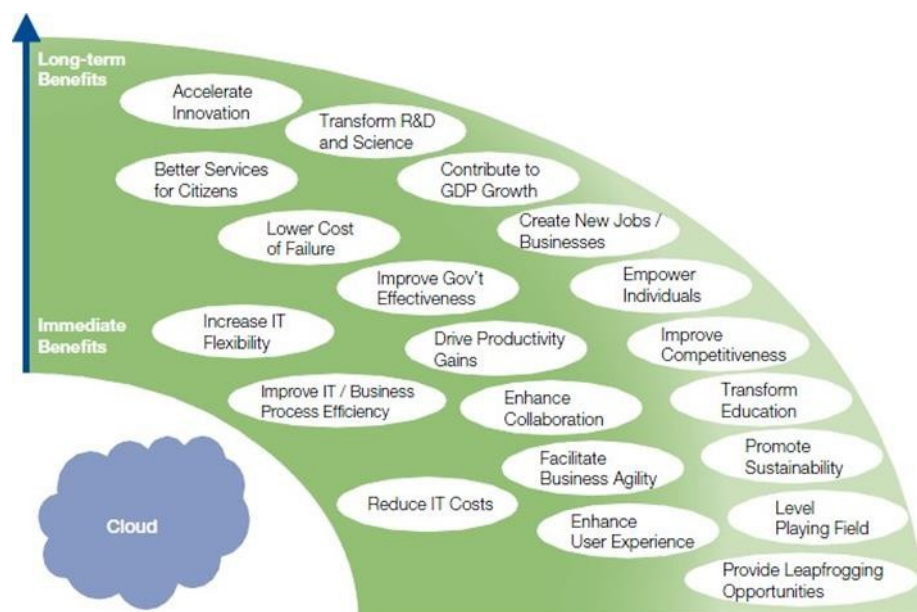 Long-term
Benefits
Accelerate
Innovation
Transform R&D
and Science
Better Services
for Citizens
Contribute to
GDP Growth
Lower Cost
of Failure
Create New Jobs /
Businesses
Improve Gov't
Effectiveness
Empower
Individuals
Immediate
Benefits
Increase IT
Flexibility
Drive Productivity
Gains
Improve
Competitiveness
Improve IT / Business
Process Efficiency
Enhance
Collaboration
Transform
Education
Facilitate
Business Agility
Promote
Sustainability
Reduce IT Costs
Cloud
Enhance
User Experience
Level
Playing Field
Provide Leapfrogging
Opportunities